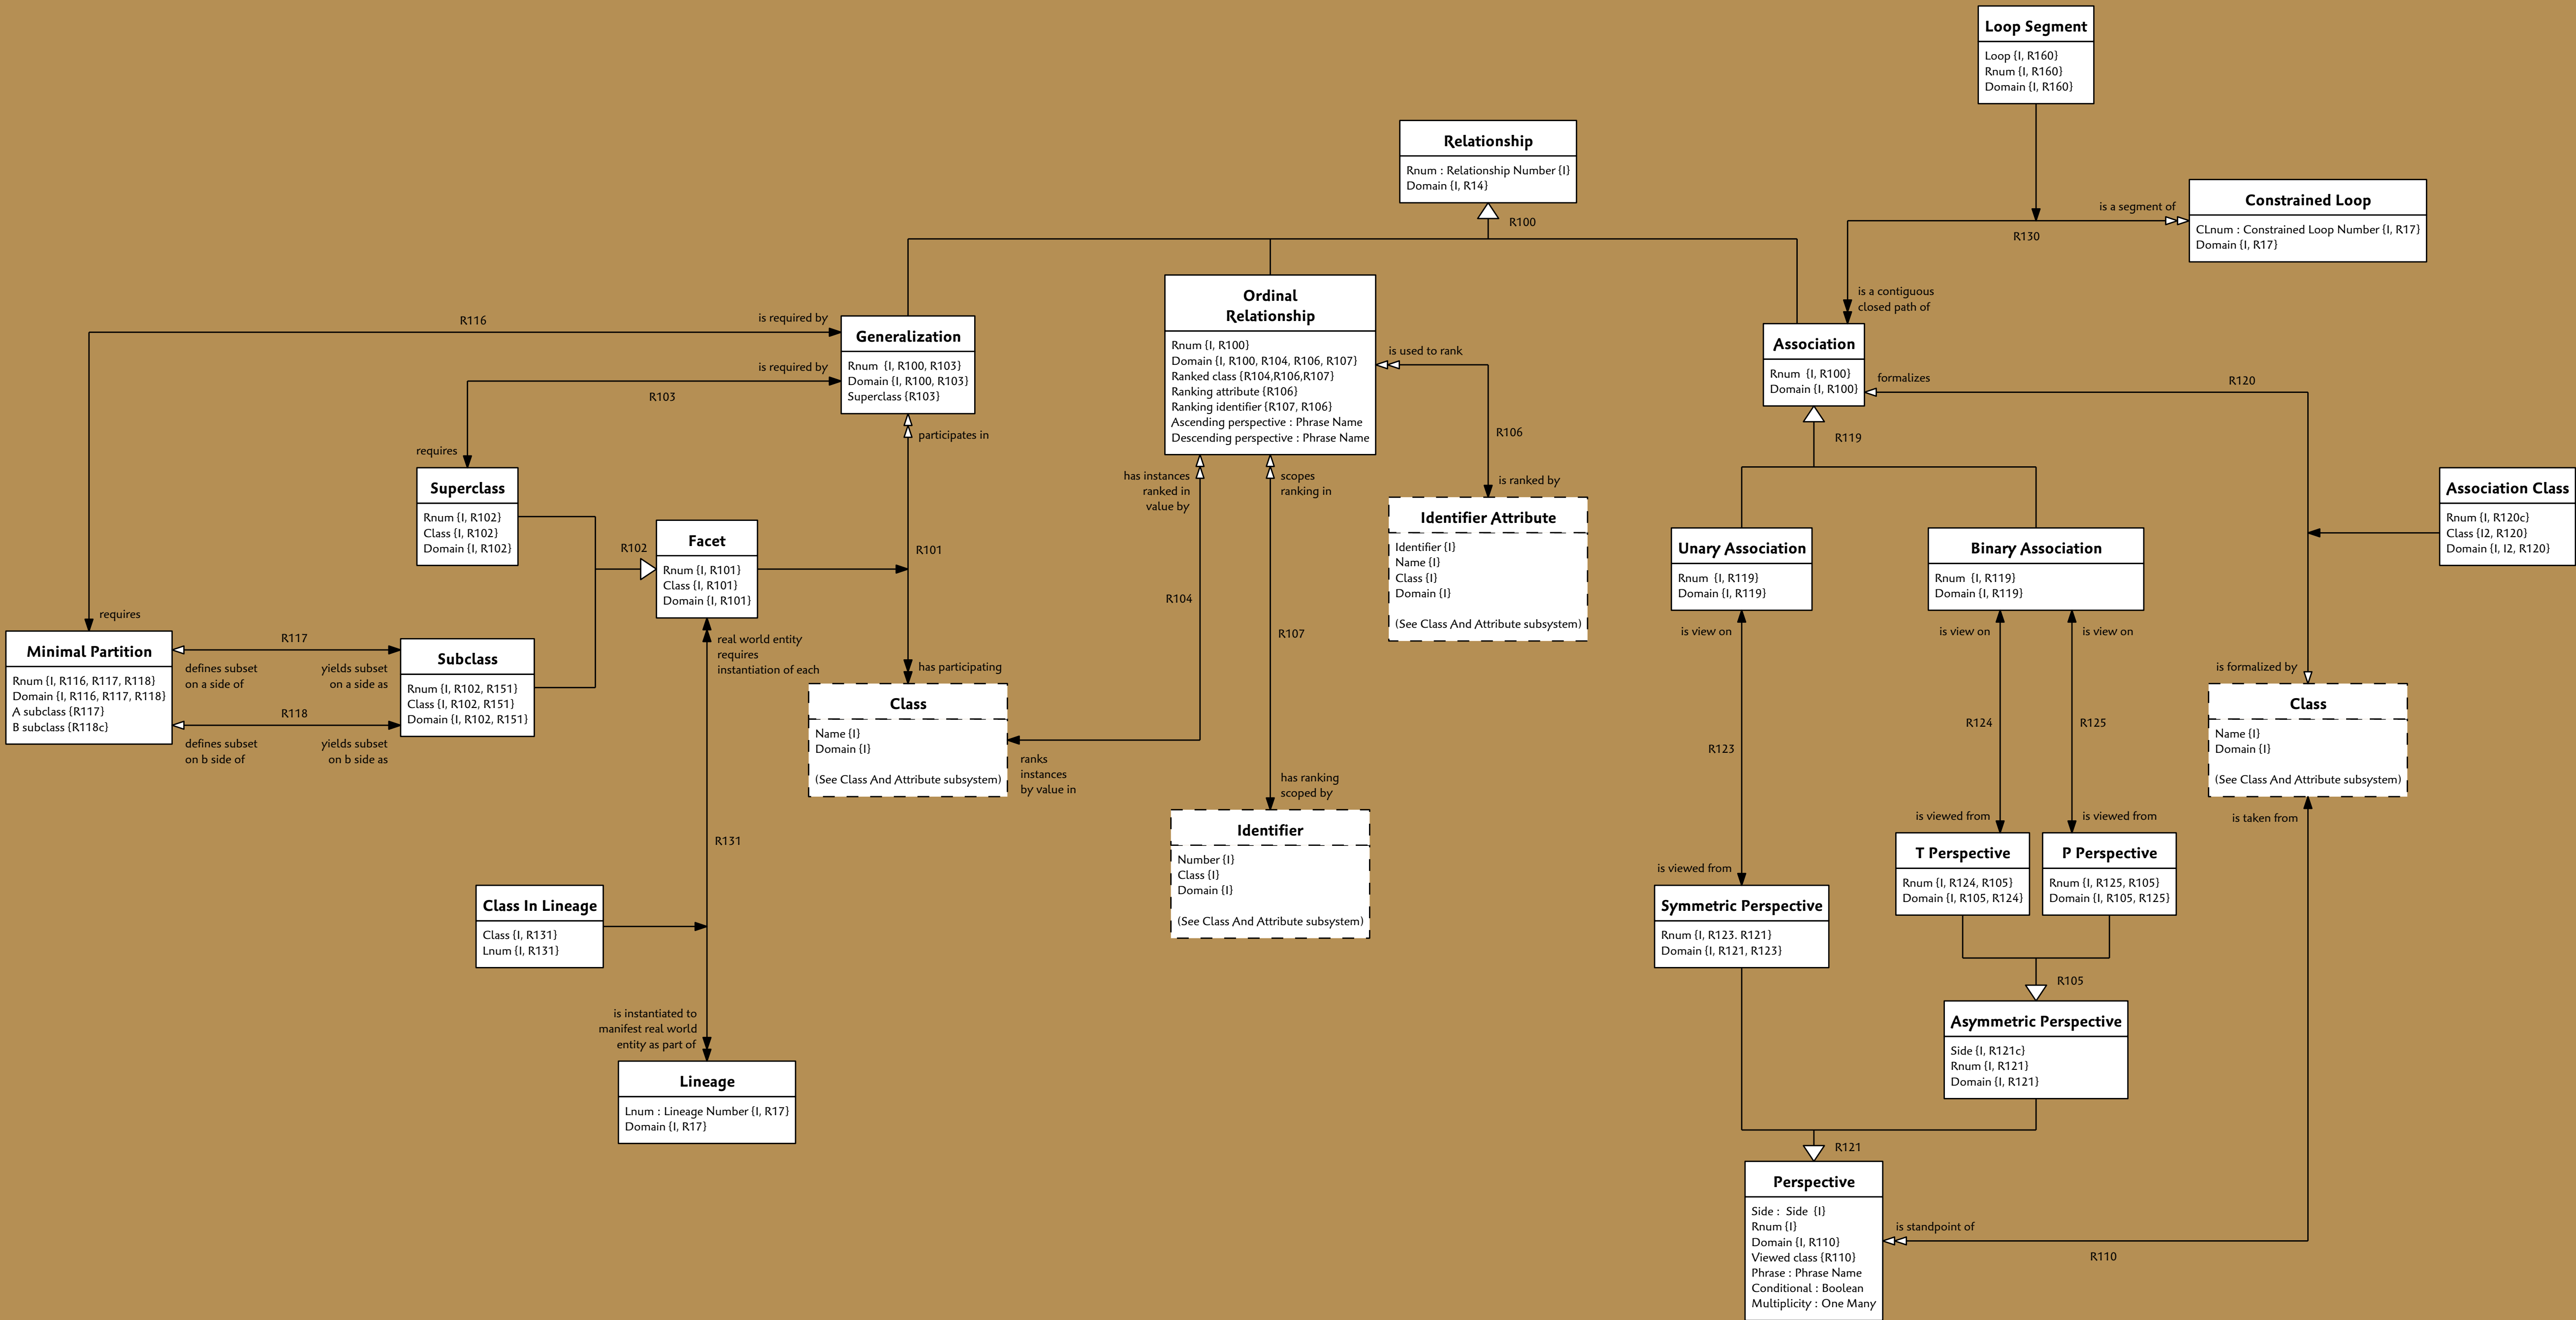 Loop Segment
Loop {I, R160}
Rnum {I, R160}
Domain {I, R160}
Relationship
Rnum : Relationship Number {I}
Domain {I, R14}
R100
is a segment of
R130
Constrained Loop
CLnum : Constrained Loop Number {I, R17}
Domain {I, R17}
is a contiguous
closed path of
R116
is required by
is required by
R103
requires
Generalization
Rnum  {I, R100, R103}
Domain {I, R100, R103}
Superclass {R103}
participates in
Ordinal
Relationship
Rnum {I, R100}
Domain {I, R100, R104, R106, R107}
Ranked class {R104,R106,R107}
Ranking attribute {R106}
Ranking identifier {R107, R106}
Ascending perspective : Phrase Name
Descending perspective : Phrase Name
is used to rank
R106
is ranked by
has instances
ranked in
value by
scopes
ranking in
Association
Rnum  {I, R100}
Domain {I, R100}
formalizes
R120
R119
Superclass
Rnum {I, R102}
Class {I, R102}
Domain {I, R102}
R102
Facet
Rnum {I, R101}
Class {I, R101}
Domain {I, R101}
R101
Identifier Attribute
Identifier {I}
Name {I}
Class {I}
Domain {I}
(See Class And Attribute subsystem)
Association Class
Rnum {I, R120c}
Class {I2, R120}
Domain {I, I2, R120}
Unary Association
Rnum  {I, R119}
Domain {I, R119}
Binary Association
Rnum  {I, R119}
Domain {I, R119}
requires
Minimal Partition
Rnum {I, R116, R117, R118}
Domain {I, R116, R117, R118}
A subclass {R117}
B subclass {R118c}
R117
defines subset
on a side of
yields subset
on a side as
R118
defines subset
on b side of
yields subset
on b side as
Subclass
Rnum {I, R102, R151}
Class {I, R102, R151}
Domain {I, R102, R151}
real world entity
requires
instantiation of each
has participating
Class
Name {I}
Domain {I}
(See Class And Attribute subsystem)
R104
ranks
instances
by value in
R107
has ranking
scoped by
is view on
is view on
is view on
R123
R124
R125
is formalized by
Class
Name {I}
Domain {I}
(See Class And Attribute subsystem)
is taken from
is viewed from
is viewed from
is viewed from
Identifier
Number {I}
Class {I}
Domain {I}
(See Class And Attribute subsystem)
R131
Class In Lineage
Class {I, R131}
Lnum {I, R131}
T Perspective
Rnum {I, R124, R105}
Domain {I, R105, R124}
P Perspective
Rnum {I, R125, R105}
Domain {I, R105, R125}
Symmetric Perspective
Rnum {I, R123. R121}
Domain {I, R121, R123}
R105
is instantiated to
manifest real world
entity as part of
Lineage
Lnum : Lineage Number {I, R17}
Domain {I, R17}
Asymmetric Perspective
Side {I, R121c}
Rnum {I, R121}
Domain {I, R121}
R121
Perspective
Side :  Side  {I}
Rnum {I}
Domain {I, R110}
Viewed class {R110}
Phrase : Phrase Name
Conditional : Boolean
Multiplicity : One Many
is standpoint of
R110